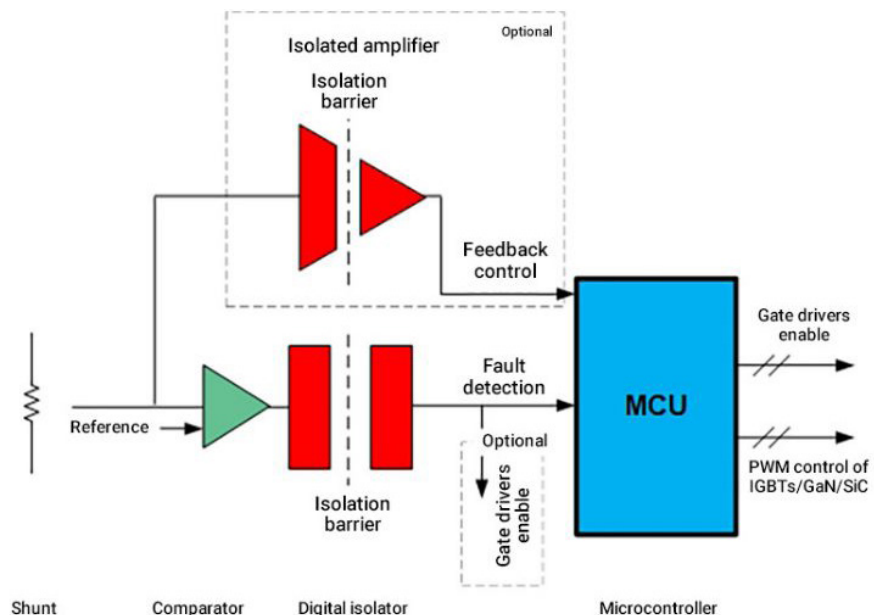 Optional
Isolated amplifier
Isolation
barrier
Feedback
control
Gate drivers
enable
Fault
detection
MCU
Reference
Optional
PWM control of
IGBTs/GaN/SiC
Isolation
barrier
Gate drivers
enable
Shunt
Comparator
Digital isolator
Microcontroller